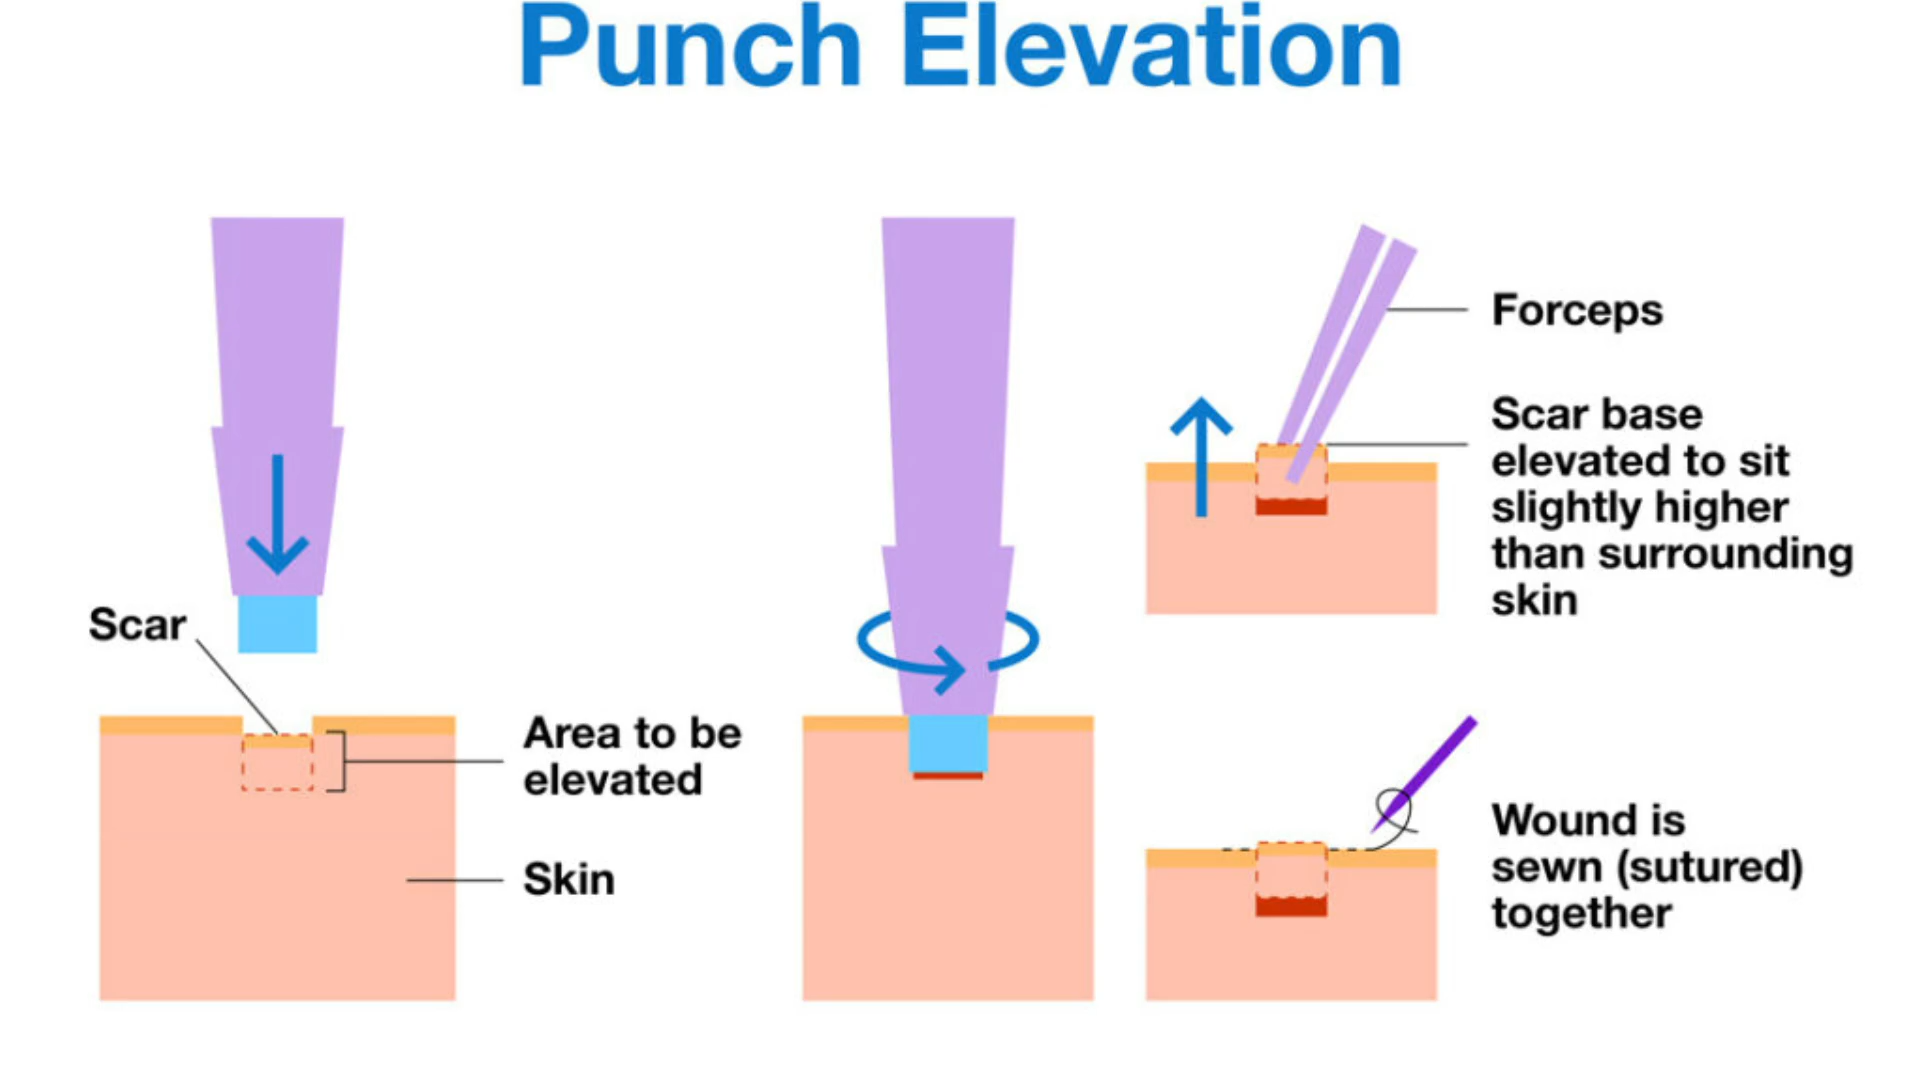 Punch Elevation
Scar
Area to be
elevated
Skin
Forceps
Scar base
elevated to sit
slightly higher
than surrounding
skin
Wound is
sewn (sutured)
together